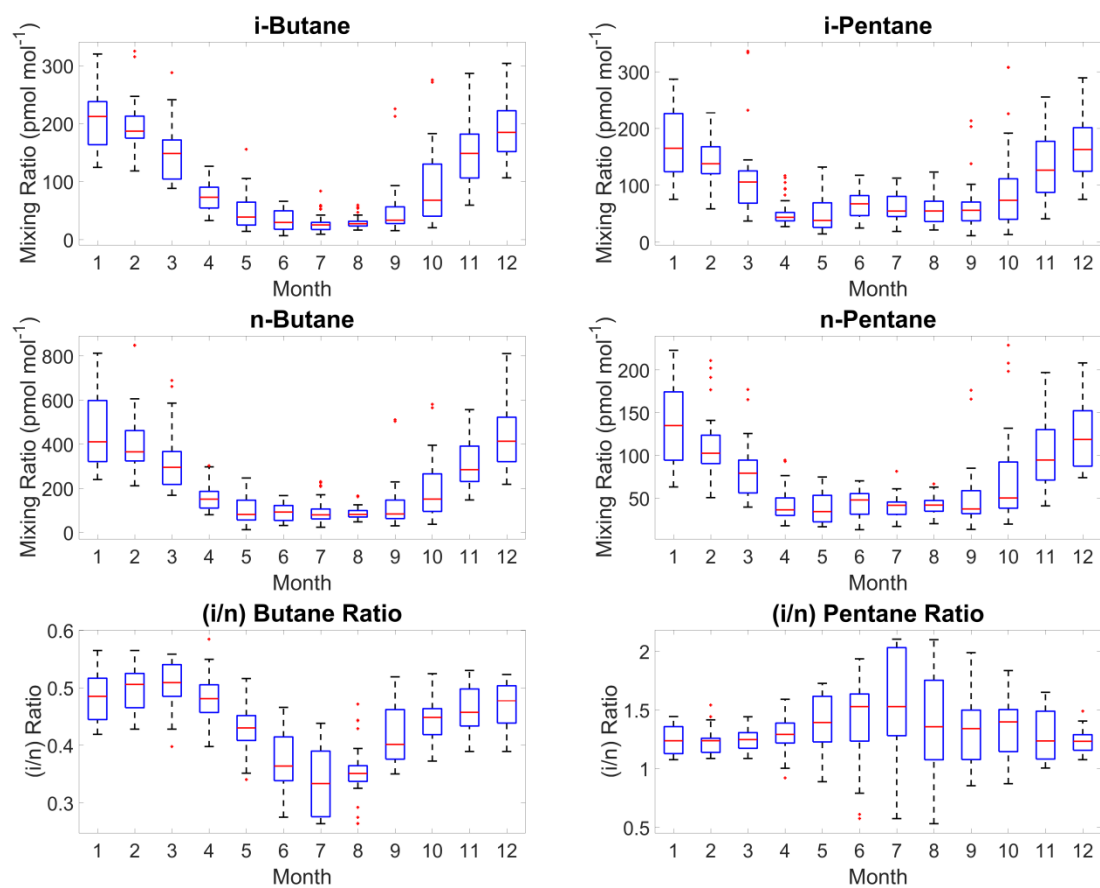 i-Butane
Mixing Ratio (pmol mol⁻¹)
300
200
100
0
1 2 3 4 5 6 7 8 9 10 11 12
Month
i-Pentane
Mixing Ratio (pmol mol⁻¹)
300
200
100
0
1 2 3 4 5 6 7 8 9 10 11 12
Month
n-Butane
Mixing Ratio (pmol mol⁻¹)
800
600
400
200
0
1 2 3 4 5 6 7 8 9 10 11 12
Month
n-Pentane
Mixing Ratio (pmol mol⁻¹)
200
150
100
50
1 2 3 4 5 6 7 8 9 10 11 12
Month
(i/n) Butane Ratio
(i/n) Ratio
0.6
0.5
0.4
0.3
1 2 3 4 5 6 7 8 9 10 11 12
Month
(i/n) Pentane Ratio
(i/n) Ratio
2
1.5
1
0.5
1 2 3 4 5 6 7 8 9 10 11 12
Month